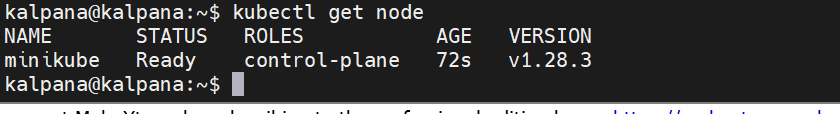 kalpana@kalpana:~$ kubectl get node
NAME STATUS ROLES AGE VERSION
minikube Ready control-plane 72s v1.28.3
kalpana@kalpana:~$